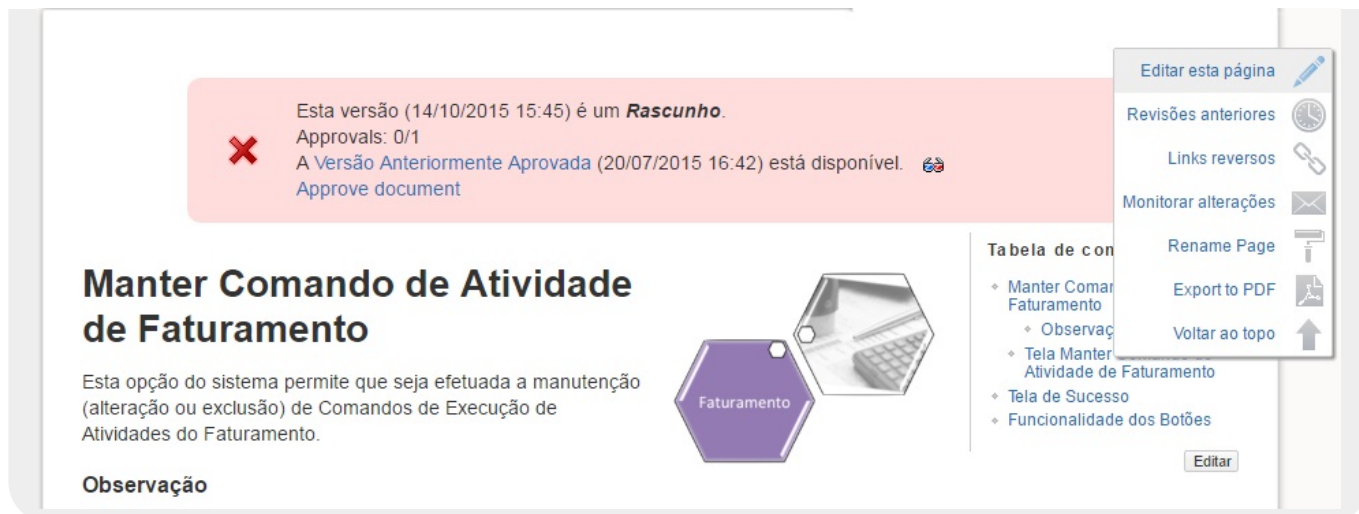 Esta versão (14/10/2015 15:45) é um Rascunho.
Approvals: 0/1
A Versão Anteriormente Aprovada (20/07/2015 16:42) está disponível.
Approve document
Editar esta página
Revisões anteriores
Links reversos
Monitorar alterações
Rename Page
Export to PDF
Voltar ao topo
Manter Comando de Atividade
de Faturamento
Esta opção do sistema permite que seja efetuada a manutenção
(alteração ou exclusão) de Comandos de Execução de
Atividades do Faturamento.
Observação
Faturamento
Tabela de
Manter
Faturamento
Tela Manter
Atividade de Faturamento
Tela de Sucesso
Funcionalidade dos Botões
Editar